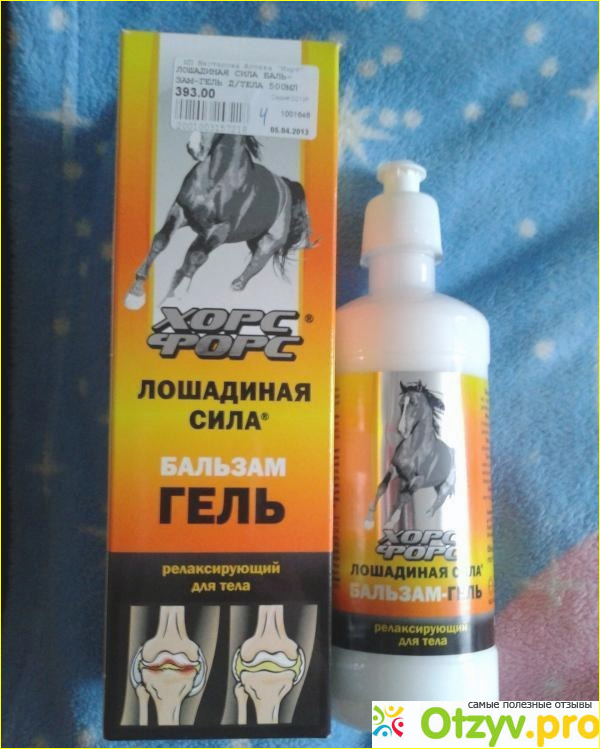 ЛОШАДИНАЯ СИЛА БАЛЬ-
ЗАМ-ГЕЛЬ Д/ТЕЛА 500МЛ
393.00
4
1001646
05.04.2013
ХОРС®
ФОРС
ЛОШАДИНАЯ
СИЛА®
БАЛЬЗАМ
ГЕЛЬ
релаксирующий
для тела
ХОРС
ФОРС
ЛОШАДИНАЯ СИЛА®
БАЛЬЗАМ-ГЕЛЬ
релаксирующий
для тела
самые полезные отзывы
Otzyv.pro